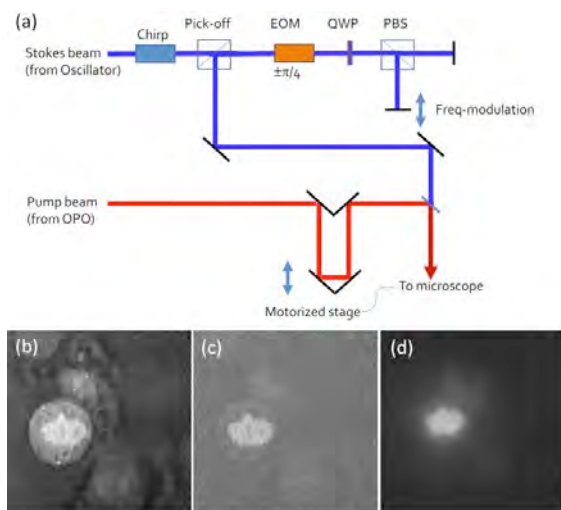 (a)
Pick-off EOM QWP PBS
Chirp
Stokes beam
(from Oscillator)
±π/4
Freq-modulation
Pump beam
(from OPO)
To microscope
Motorized stage
(b) (c) (d)